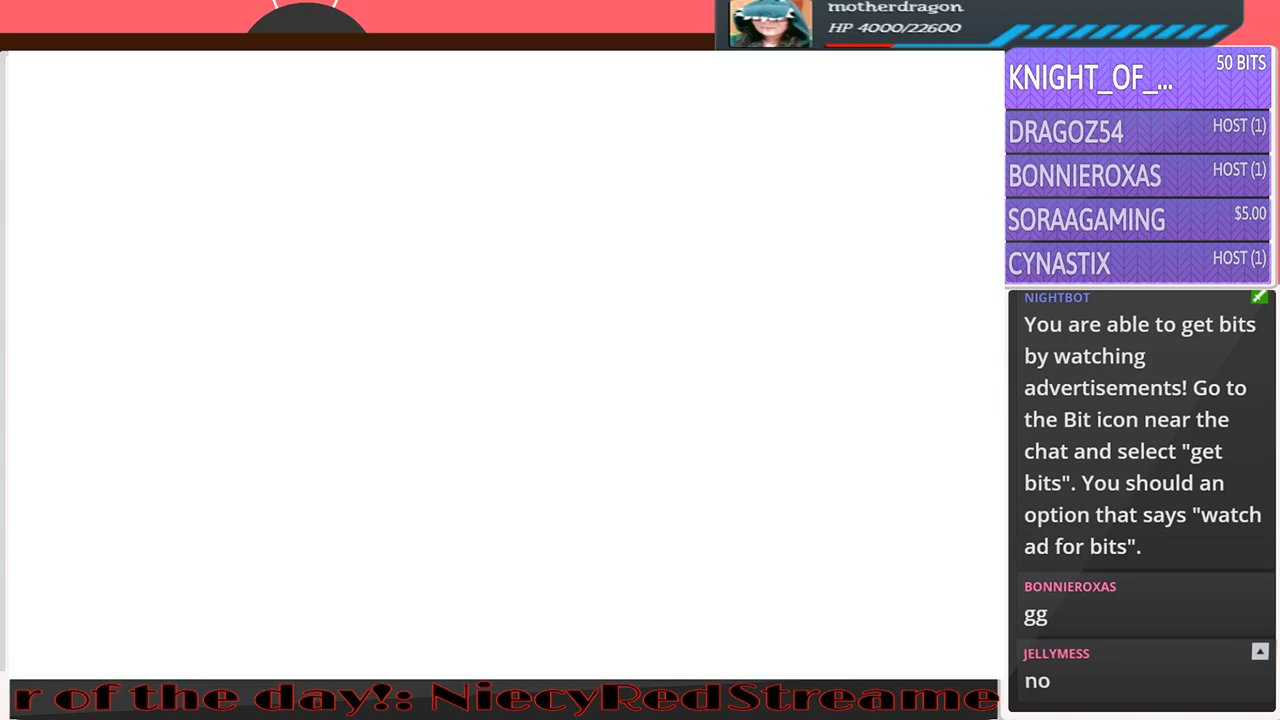 motherdragon
HP 4000/22600
KNIGHT_OF_... 50 BITS
DRAGOZ54 HOST (1)
BONNIEROXAS HOST (1)
SORAAGAMING $5.00
CYNASTIX HOST (1)
NIGHTBOT
You are able to get bits
by watching
advertisements! Go to
the Bit icon near the
chat and select "get
bits". You should an
option that says "watch
ad for bits".
BONNIEROXAS
gg
JELLYMESS
no
r of the day!: NiecyRedStreame